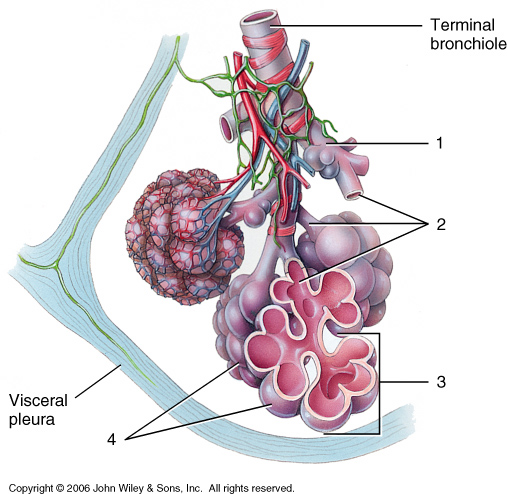 Terminal
bronchiole
1
2
3
Visceral
pleura
4
Copyright © 2006 John Wiley & Sons, Inc.  All rights reserved.